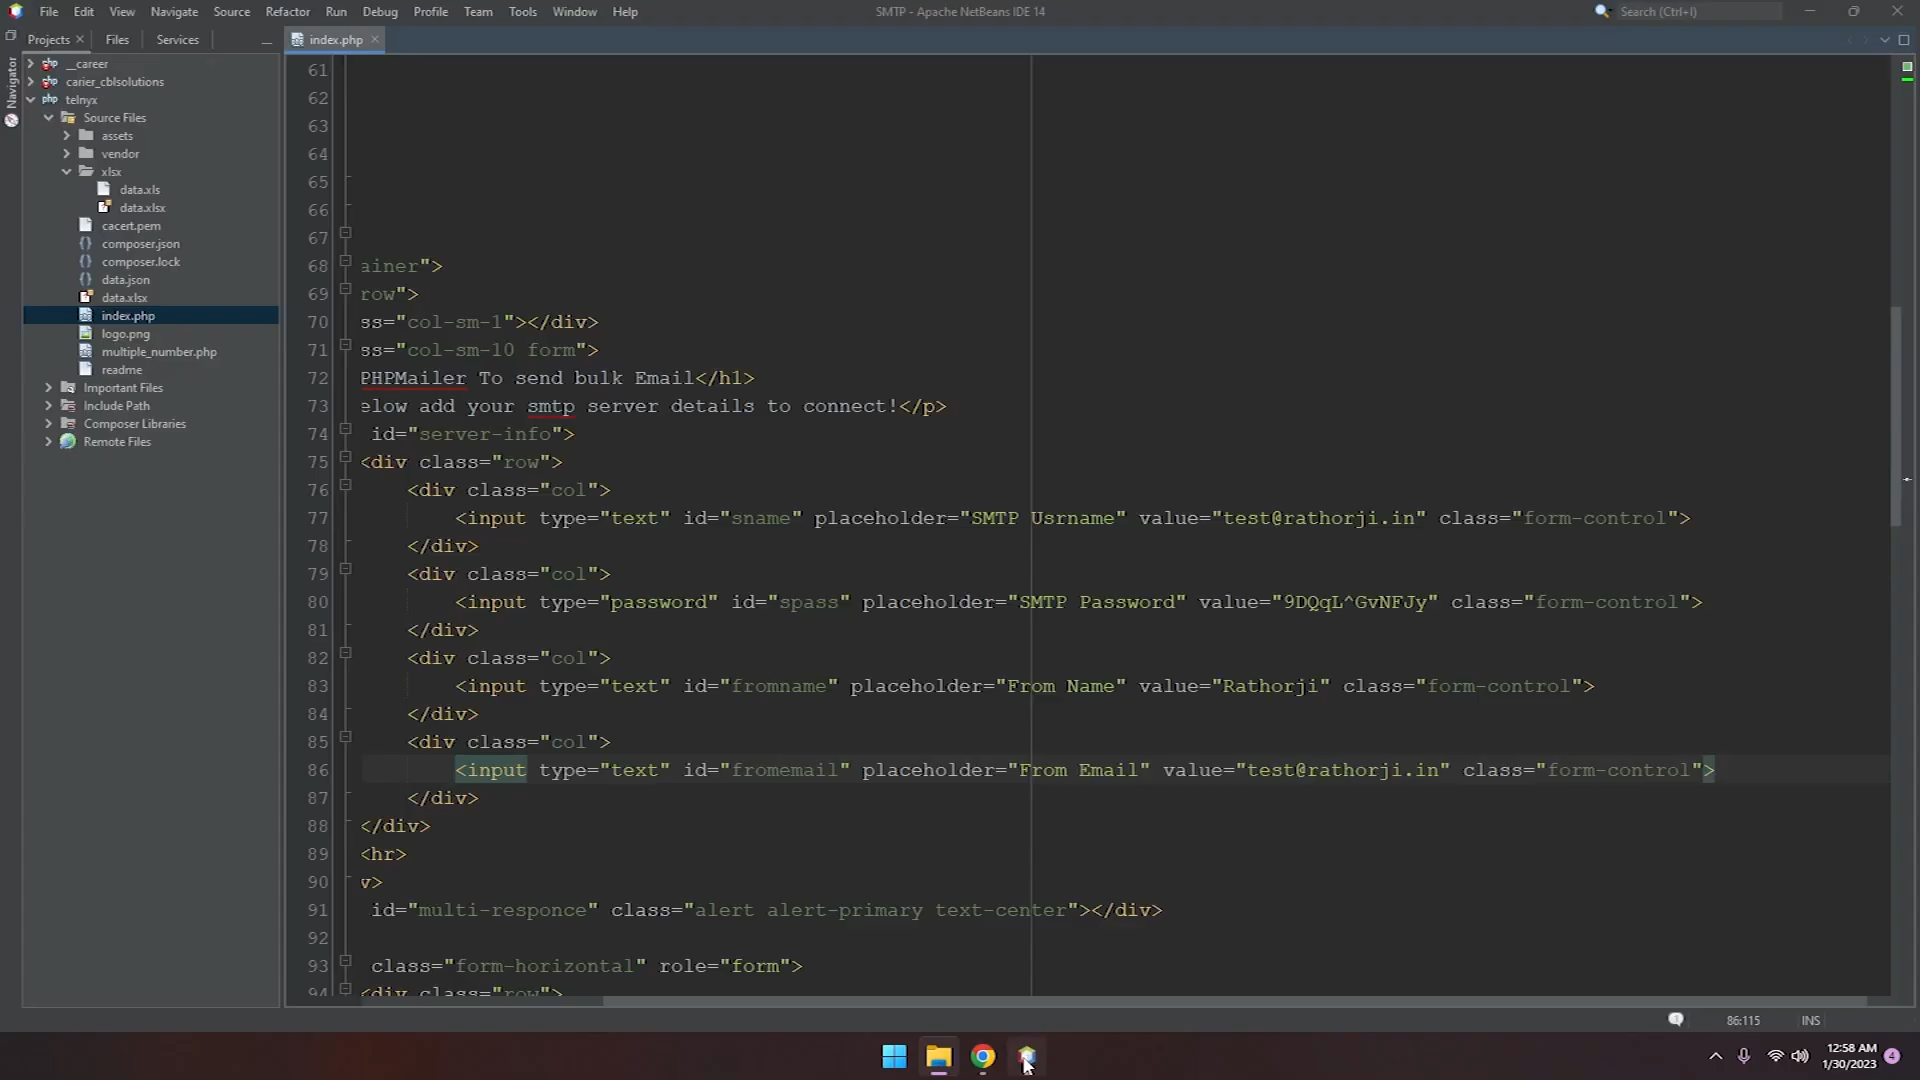 File Edit View Navigate Source Refactor Run Debug Profile Team Tools Window Help
SMTP - Apache NetBeans IDE 14
Search (Ctrl+I)
Projects Files Services
index.php
Navigator
__career
carier_cblsolutions
telnyx
Source Files
assets
vendor
xlsx
data.xls
data.xlsx
cacert.pem
composer.json
composer.lock
data.json
data.xlsx
index.php
logo.png
multiple_number.php
readme
Important Files
Include Path
Composer Libraries
Remote Files
61
62
63
64
65
66
67
68 ainer">
69 row">
70 ss="col-sm-1"></div>
71 ss="col-sm-10 form">
72 PHPMailer To send bulk Email</h1>
73 elow add your smtp server details to connect!</p>
74 id="server-info">
75 <div class="row">
76 <div class="col">
77 <input type="text" id="sname" placeholder="SMTP Usrname" value="test@rathorji.in" class="form-control">
78 </div>
79 <div class="col">
80 <input type="password" id="spass" placeholder="SMTP Password" value="9DQqL^GvNFJy" class="form-control">
81 </div>
82 <div class="col">
83 <input type="text" id="fromname" placeholder="From Name" value="Rathorji" class="form-control">
84 </div>
85 <div class="col">
86 <input type="text" id="fromemail" placeholder="From Email" value="test@rathorji.in" class="form-control">
87 </div>
88 </div>
89 <hr>
90 v>
91 id="multi-responce" class="alert alert-primary text-center"></div>
92
93 class="form-horizontal" role="form">
94 <div class="row">
1
86:115 INS
12:58 AM
1/30/2023
4